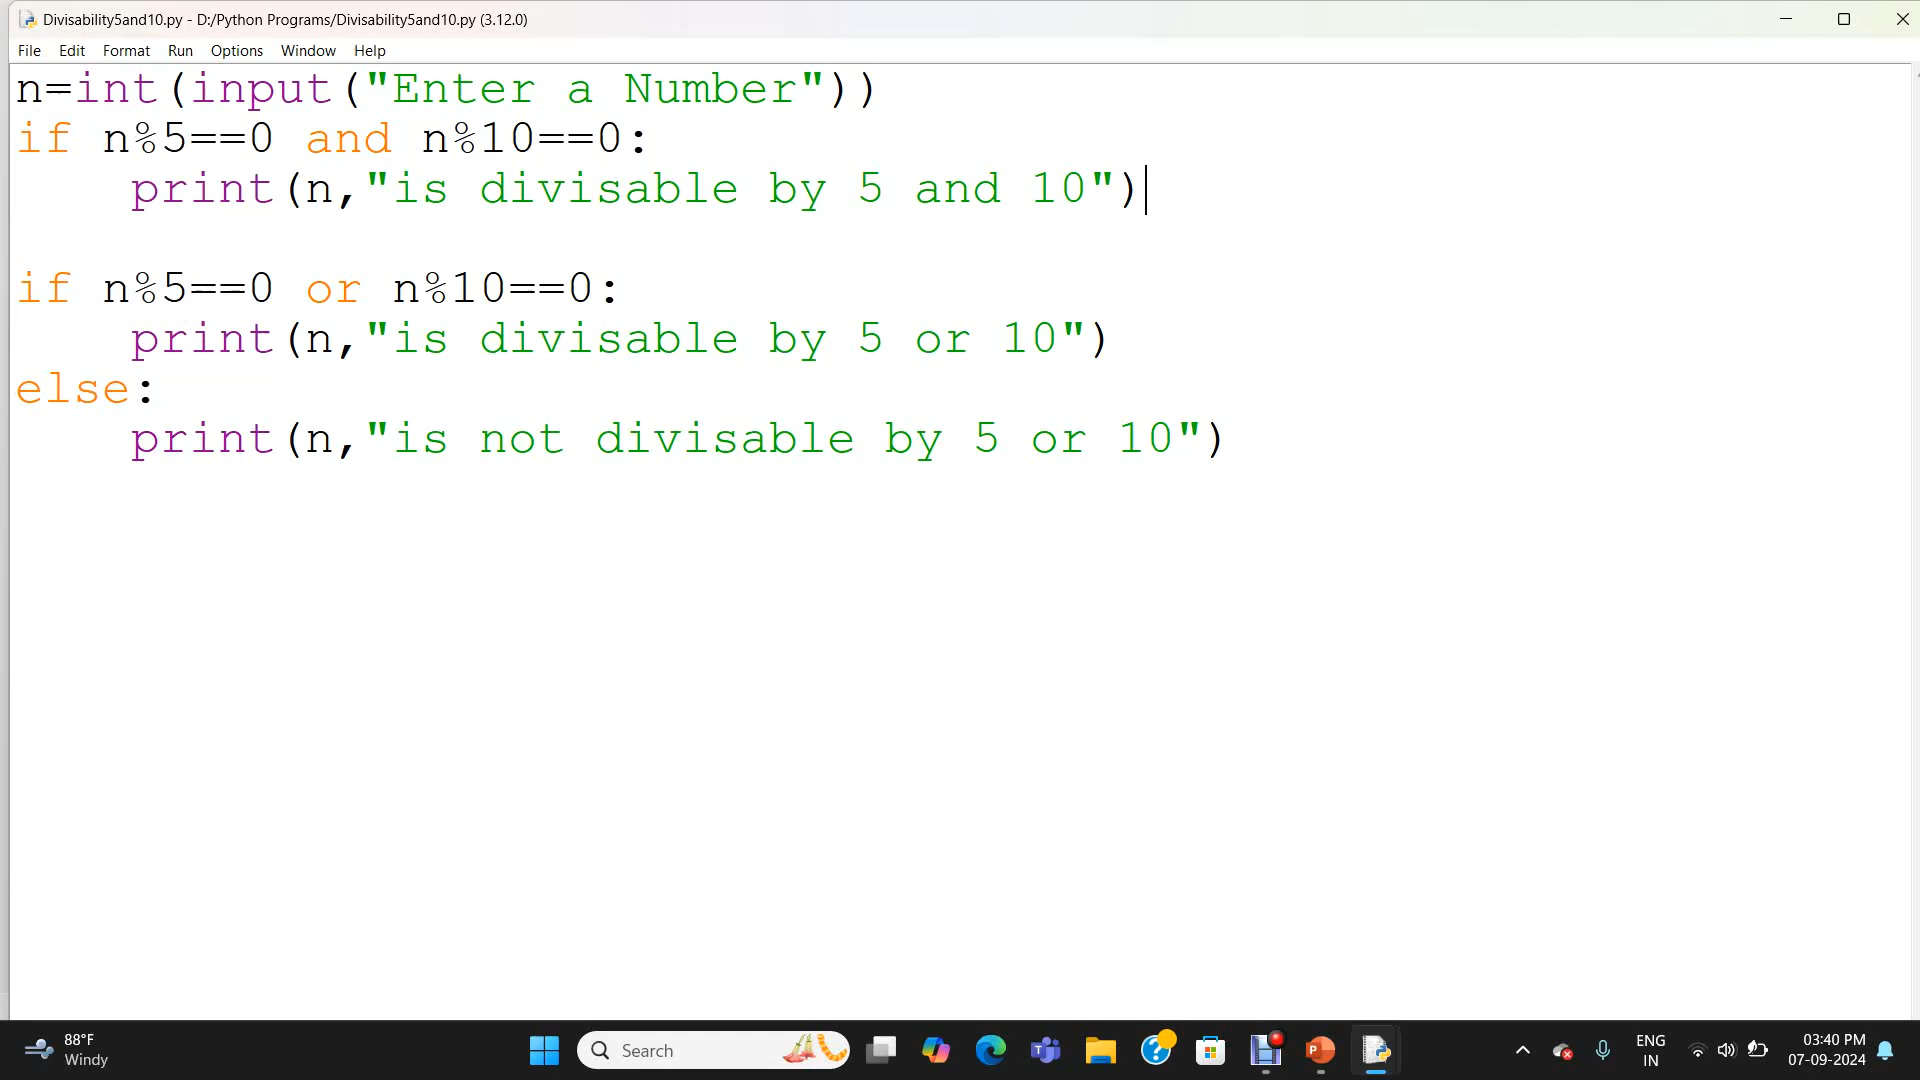 Divisability5and10.py - D:/Python Programs/Divisability5and10.py (3.12.0)
File Edit Format Run Options Window Help
n=int(input("Enter a Number"))
if n%5==0 and n%10==0:
    print(n,"is divisable by 5 and 10")
if n%5==0 or n%10==0:
    print(n,"is divisable by 5 or 10")
else:
    print(n,"is not divisable by 5 or 10")
88°F
Windy
Search
ENG
IN
03:40 PM
07-09-2024